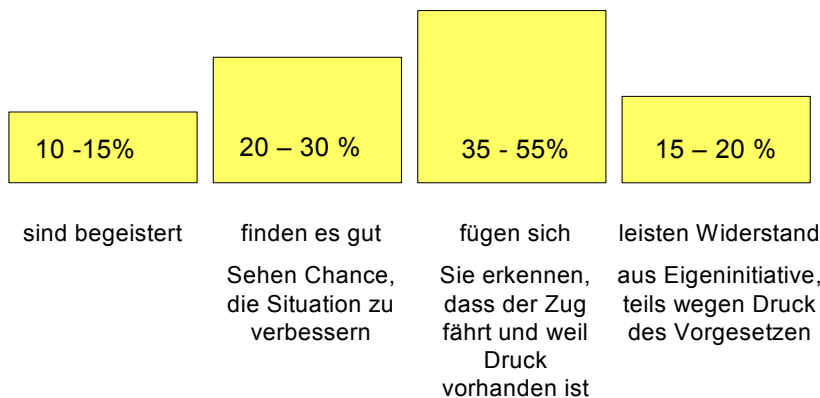 10 -15%
20 – 30 %
35 - 55%
15 – 20 %
sind begeistert
finden es gut
Sehen Chance,
die Situation zu
verbessern
fügen sich
Sie erkennen,
dass der Zug
fährt und weil
Druck
vorhanden ist
leisten Widerstand
aus Eigeninitiative,
teils wegen Druck
des Vorgesetzen